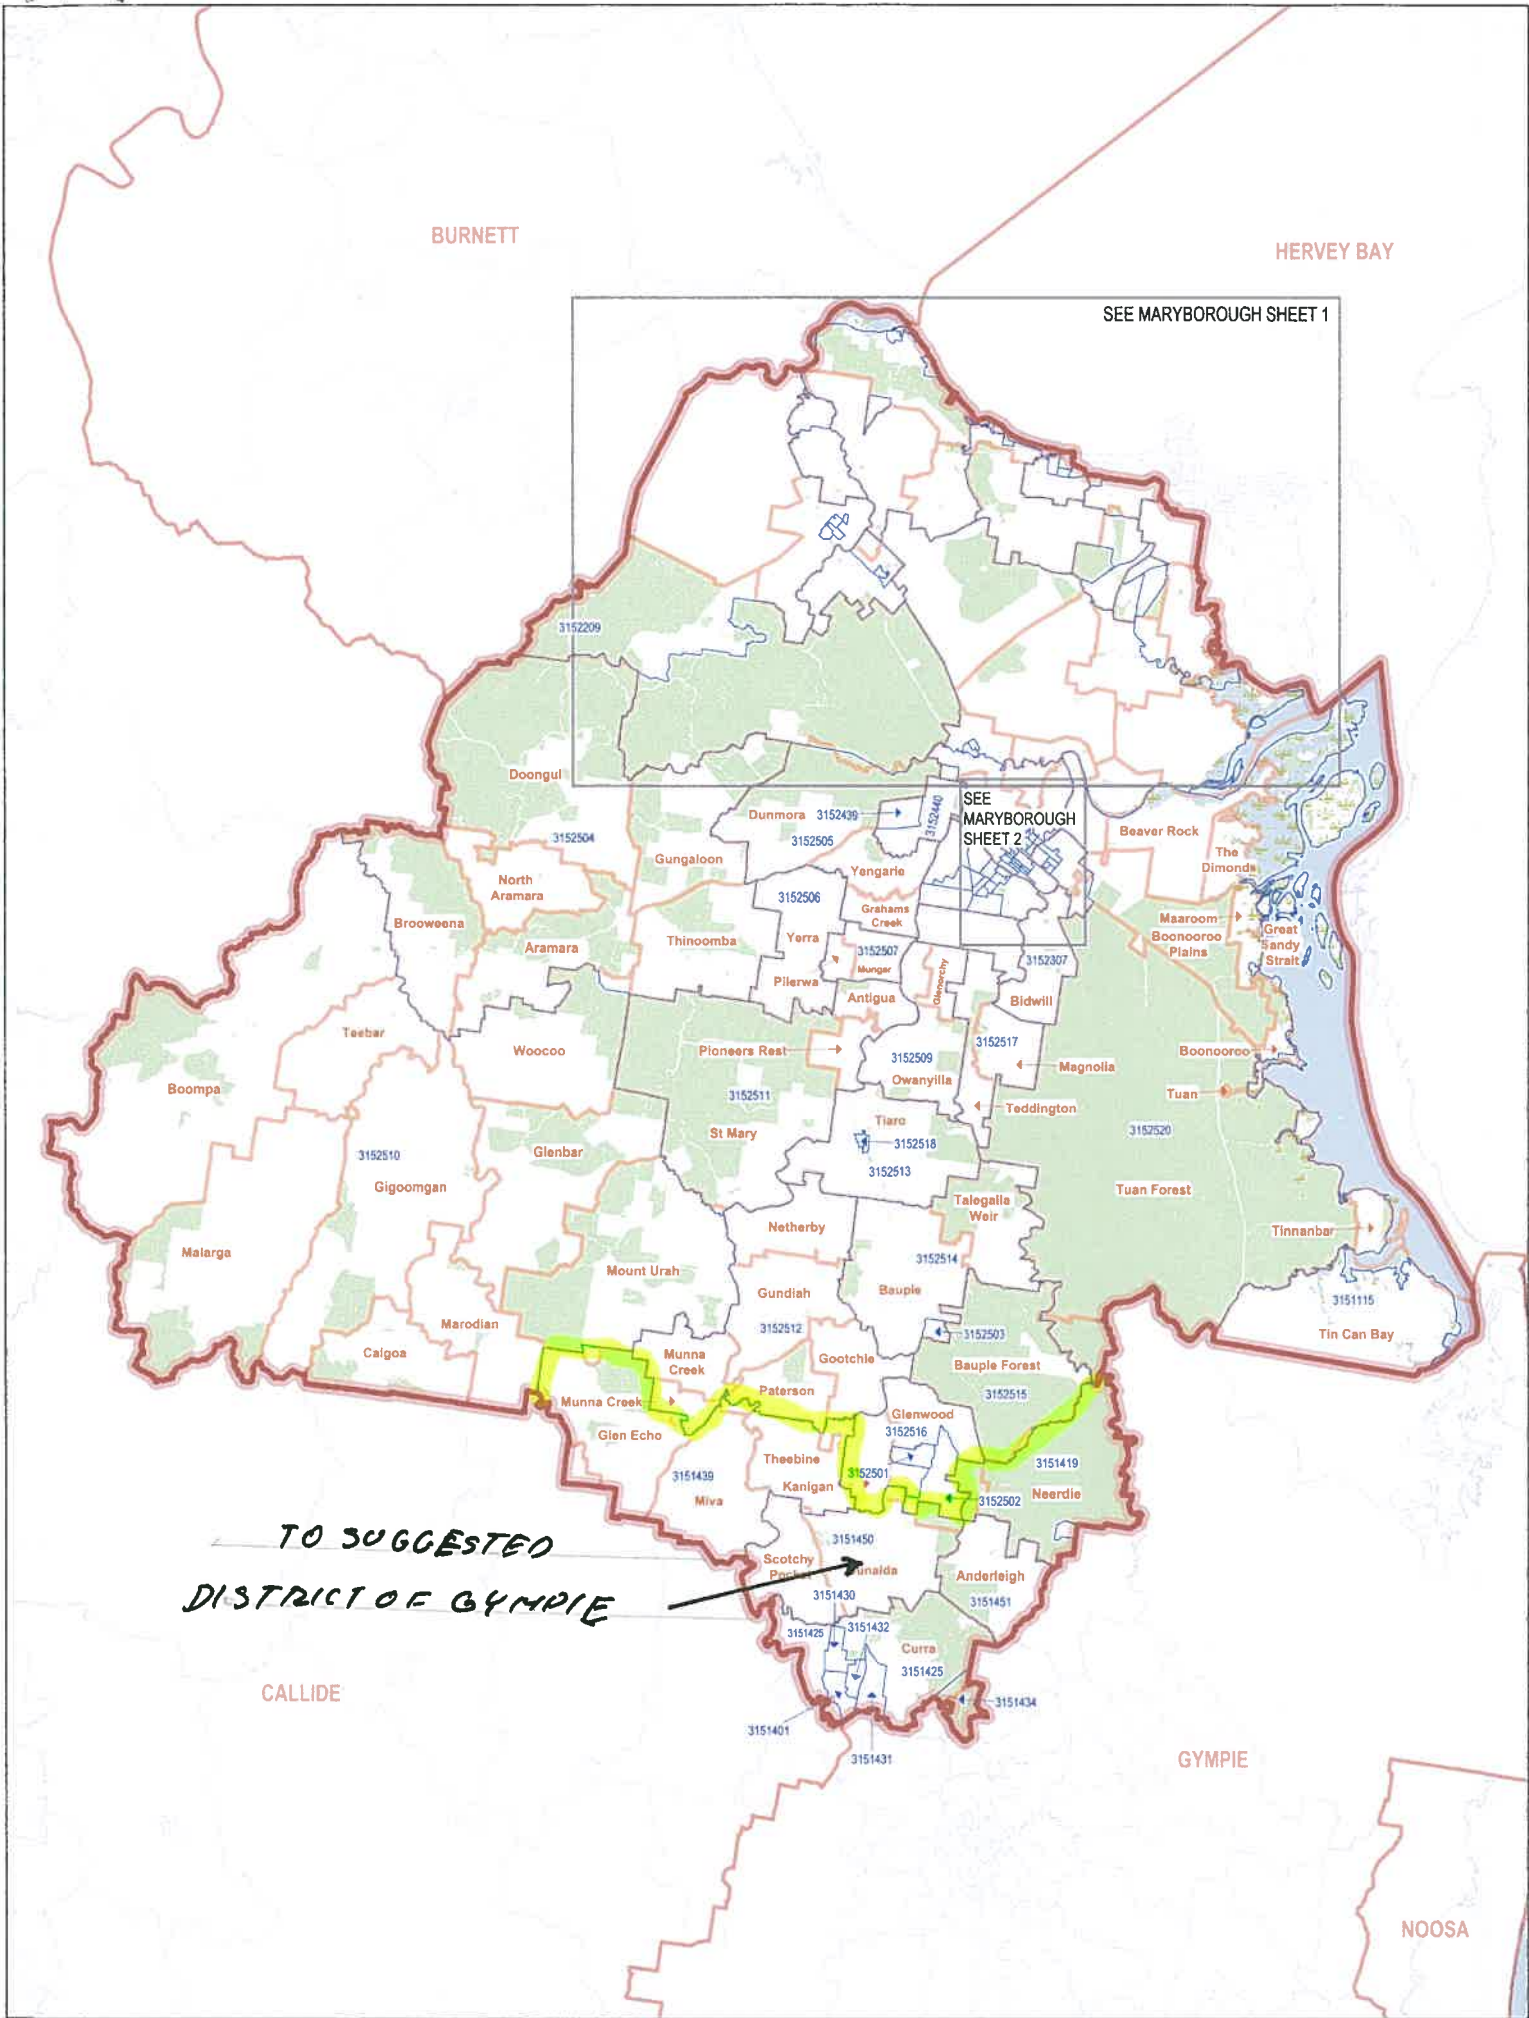 BURNETT
HERVEY BAY
SEE MARYBOROUGH SHEET 1
3152209
Doongul
3152504
Dunmora
3152439
3152440
3152505
SEE
MARYBOROUGH
SHEET 2
Beaver Rock
The
Dimonds
Gungaloon
Yengarie
North
Aramara
3152506
Grahams
Creek
Brooweena
Aramara
Thinoomba
Yerra
3152507
Mungar
Maaroom
Boonooroo
Plains
Great
Sandy
Strait
3152307
Pilerwa
Glenorchy
Antigua
Bidwill
Teebar
Woocoo
Pioneers Rest
3152509
Owanyilla
3152517
Magnolia
Boonooroo
Boompa
3152511
Teddington
Tuan
St Mary
Tiaro
3152518
3152513
3152520
3152510
Gigoomgan
Glenbar
Tuan Forest
Talegalla
Weir
Netherby
Tinnanbar
Malarga
Mount Urah
3152514
Gundiah
Bauple
3151115
Tin Can Bay
Marodian
3152512
3152503
Calgoa
Munna
Creek
Gootchie
Bauple Forest
3152515
Paterson
Munna Creek
Glenwood
3152516
Glen Echo
Theebine
3151439
Kanigan
3152501
3151419
Neerdie
3152502
Miva
TO SUGGESTED
DISTRICT OF GYMPIE
3151450
Scotchy
Pocket
unalda
Anderleigh
3151430
3151451
3151425
3151432
Curra
3151425
CALLIDE
3151434
3151401
3151431
GYMPIE
NOOSA